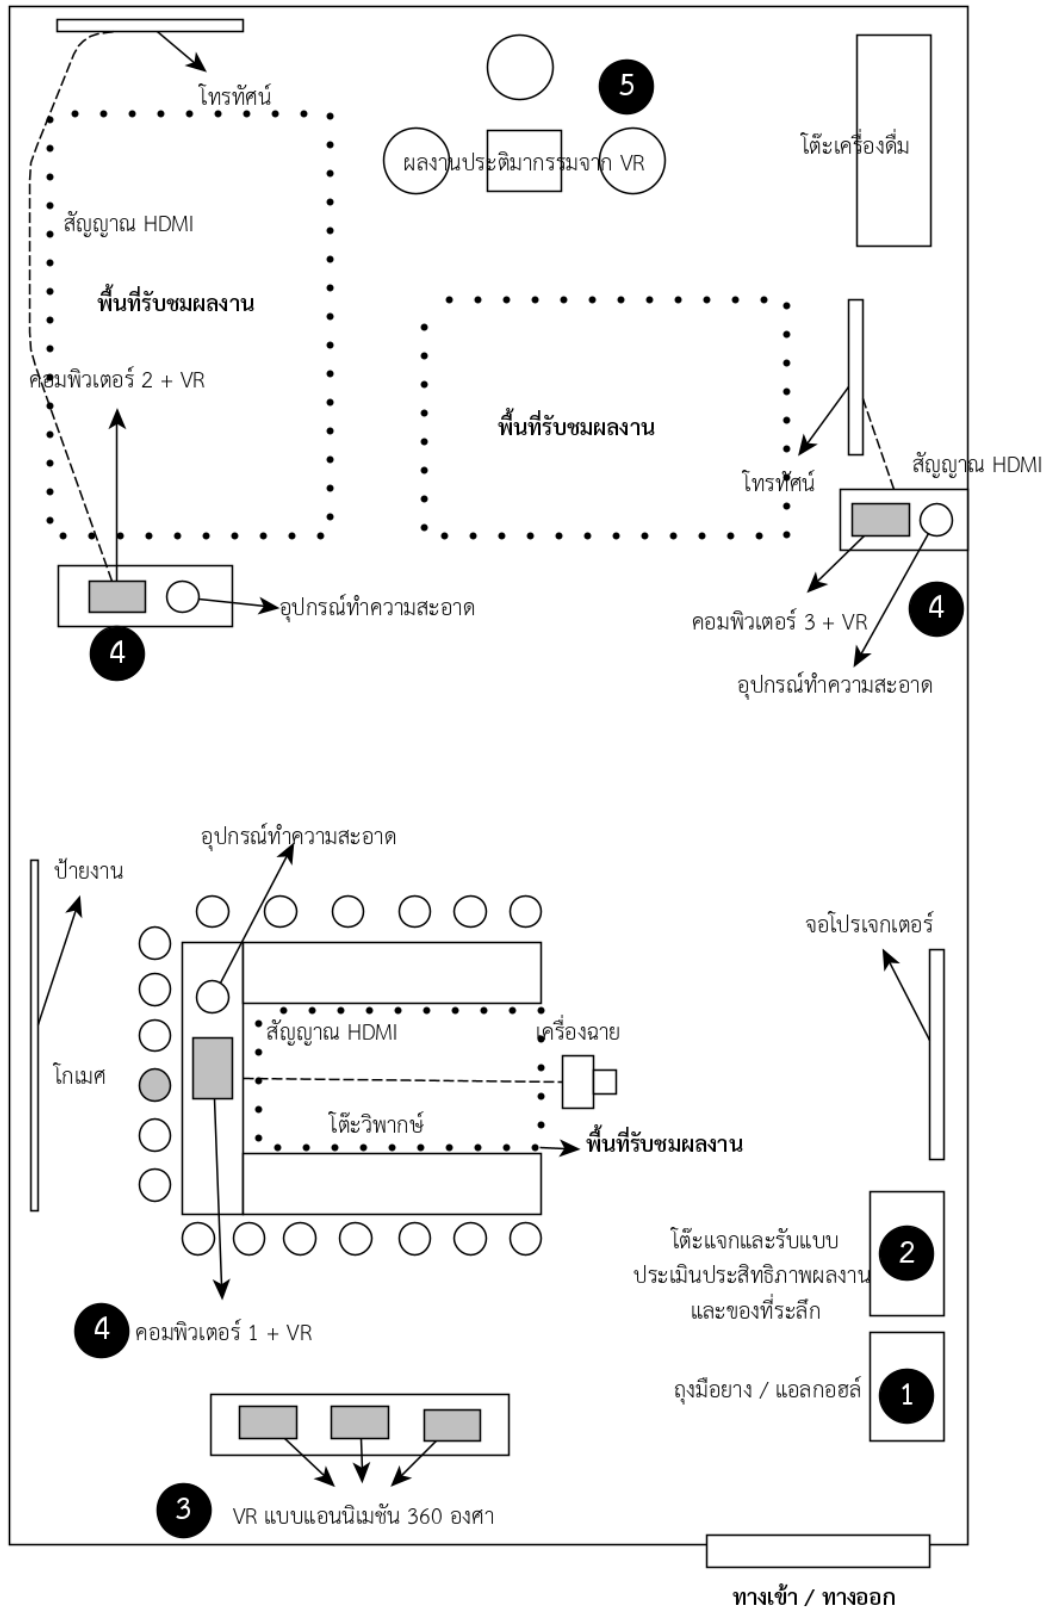 โทรทัศน์
5
โต๊ะเครื่องดื่ม
ผลงานประติมากรรมจาก VR
สัญญาณ HDMI
พื้นที่รับชมผลงาน
คอมพิวเตอร์ 2 + VR
พื้นที่รับชมผลงาน
สัญญาณ HDMI
โทรทัศน์
อุปกรณ์ทำความสะอาด
คอมพิวเตอร์ 3 + VR
4
4
อุปกรณ์ทำความสะอาด
อุปกรณ์ทำความสะอาด
ป้ายงาน
จอโปรเจกเตอร์
สัญญาณ HDMI
เครื่องฉาย
โกเมศ
โต๊ะวิพากษ์
พื้นที่รับชมผลงาน
โต๊ะแจกและรับแบบ
ประเมินประสิทธิภาพผลงาน
และของที่ระลึก
2
4
คอมพิวเตอร์ 1 + VR
ถุงมือยาง / แอลกอฮล์
1
3
VR แบบแอนนิเมชัน 360 องศา
ทางเข้า / ทางออก